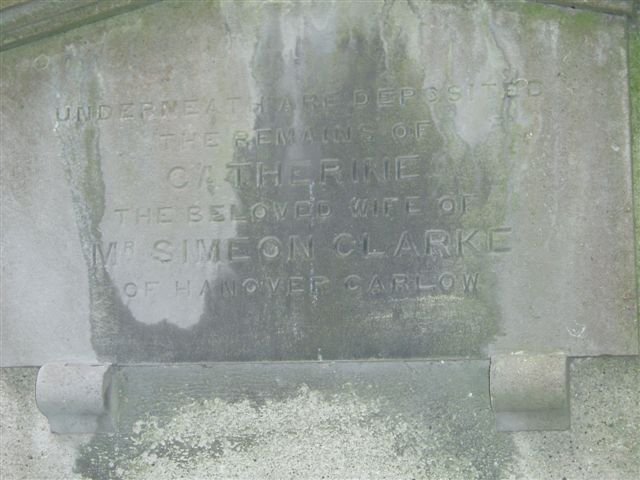 UNDERNEATH ARE DEPOSITED
THE REMAINS OF
CATHERINE
THE BELOVED WIFE OF
MR SIMEON CLARKE
OF HANOVER CARLOW